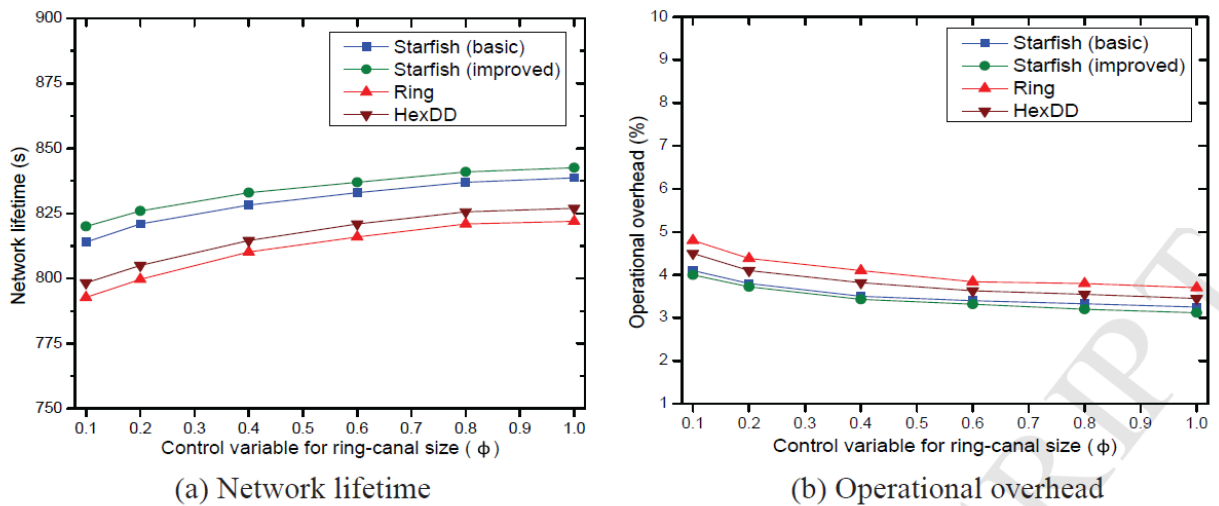 900
875
850
825
800
775
750
Network lifetime (s)
Starfish (basic)
Starfish (improved)
Ring
HexDD
0.1 0.2 0.3 0.4 0.5 0.6 0.7 0.8 0.9 1.0
Control variable for ring-canal size ( ϕ )
(a) Network lifetime
10
9
8
7
6
5
4
3
2
1
Operational overhead (%)
Starfish (basic)
Starfish (improved)
Ring
HexDD
0.1 0.2 0.3 0.4 0.5 0.6 0.7 0.8 0.9 1.0
Control variable for ring-canal size ( ϕ )
(b) Operational overhead
RIPT